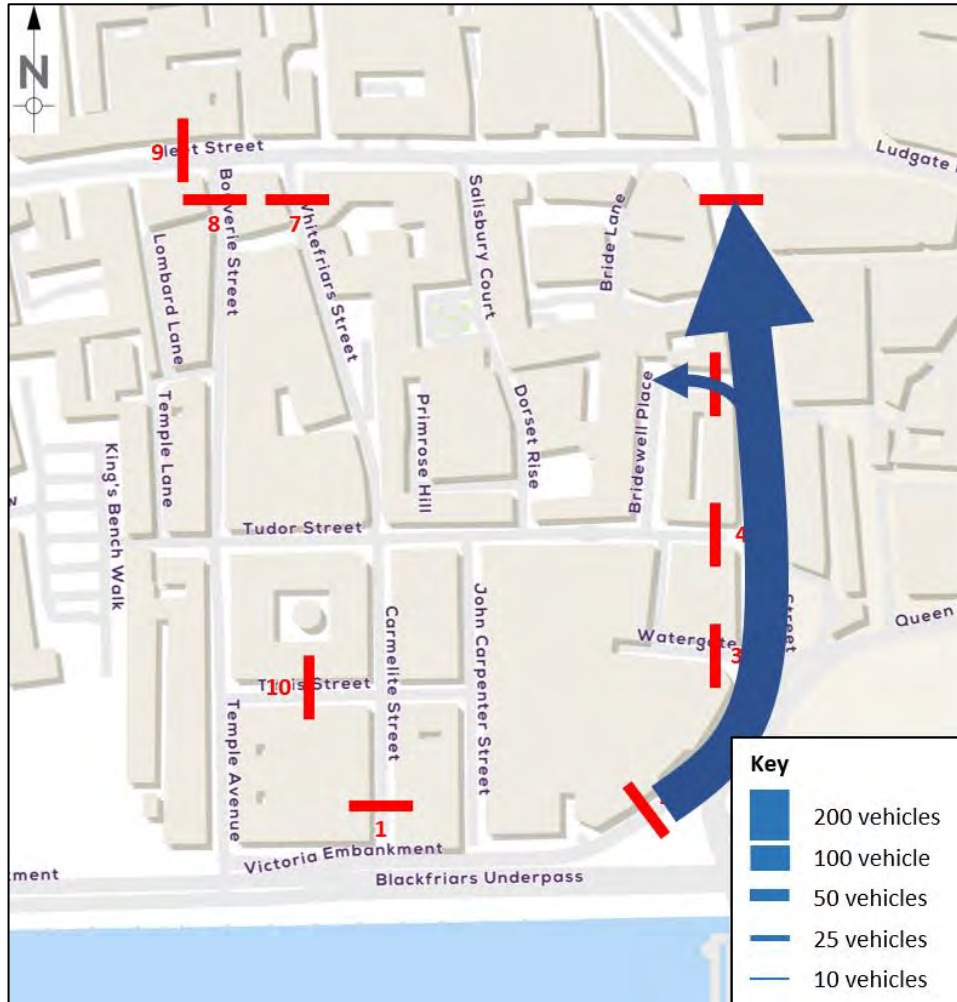 N
9
Fleet Street
Ludgate
8
Bouverie Street
7
Whitefriars Street
Salisbury Court
Bride Lane
Lombard Lane
Temple Lane
King's Bench Walk
Primrose Hill
Dorset Rise
Bridewell Place
Tudor Street
4
Carmelite Street
John Carpenter Street
Watergate
3
Street
Queen
10
Tallis Street
Temple Avenue
1
Victoria Embankment
Blackfriars Underpass
Key
200 vehicles
100 vehicle
50 vehicles
25 vehicles
10 vehicles